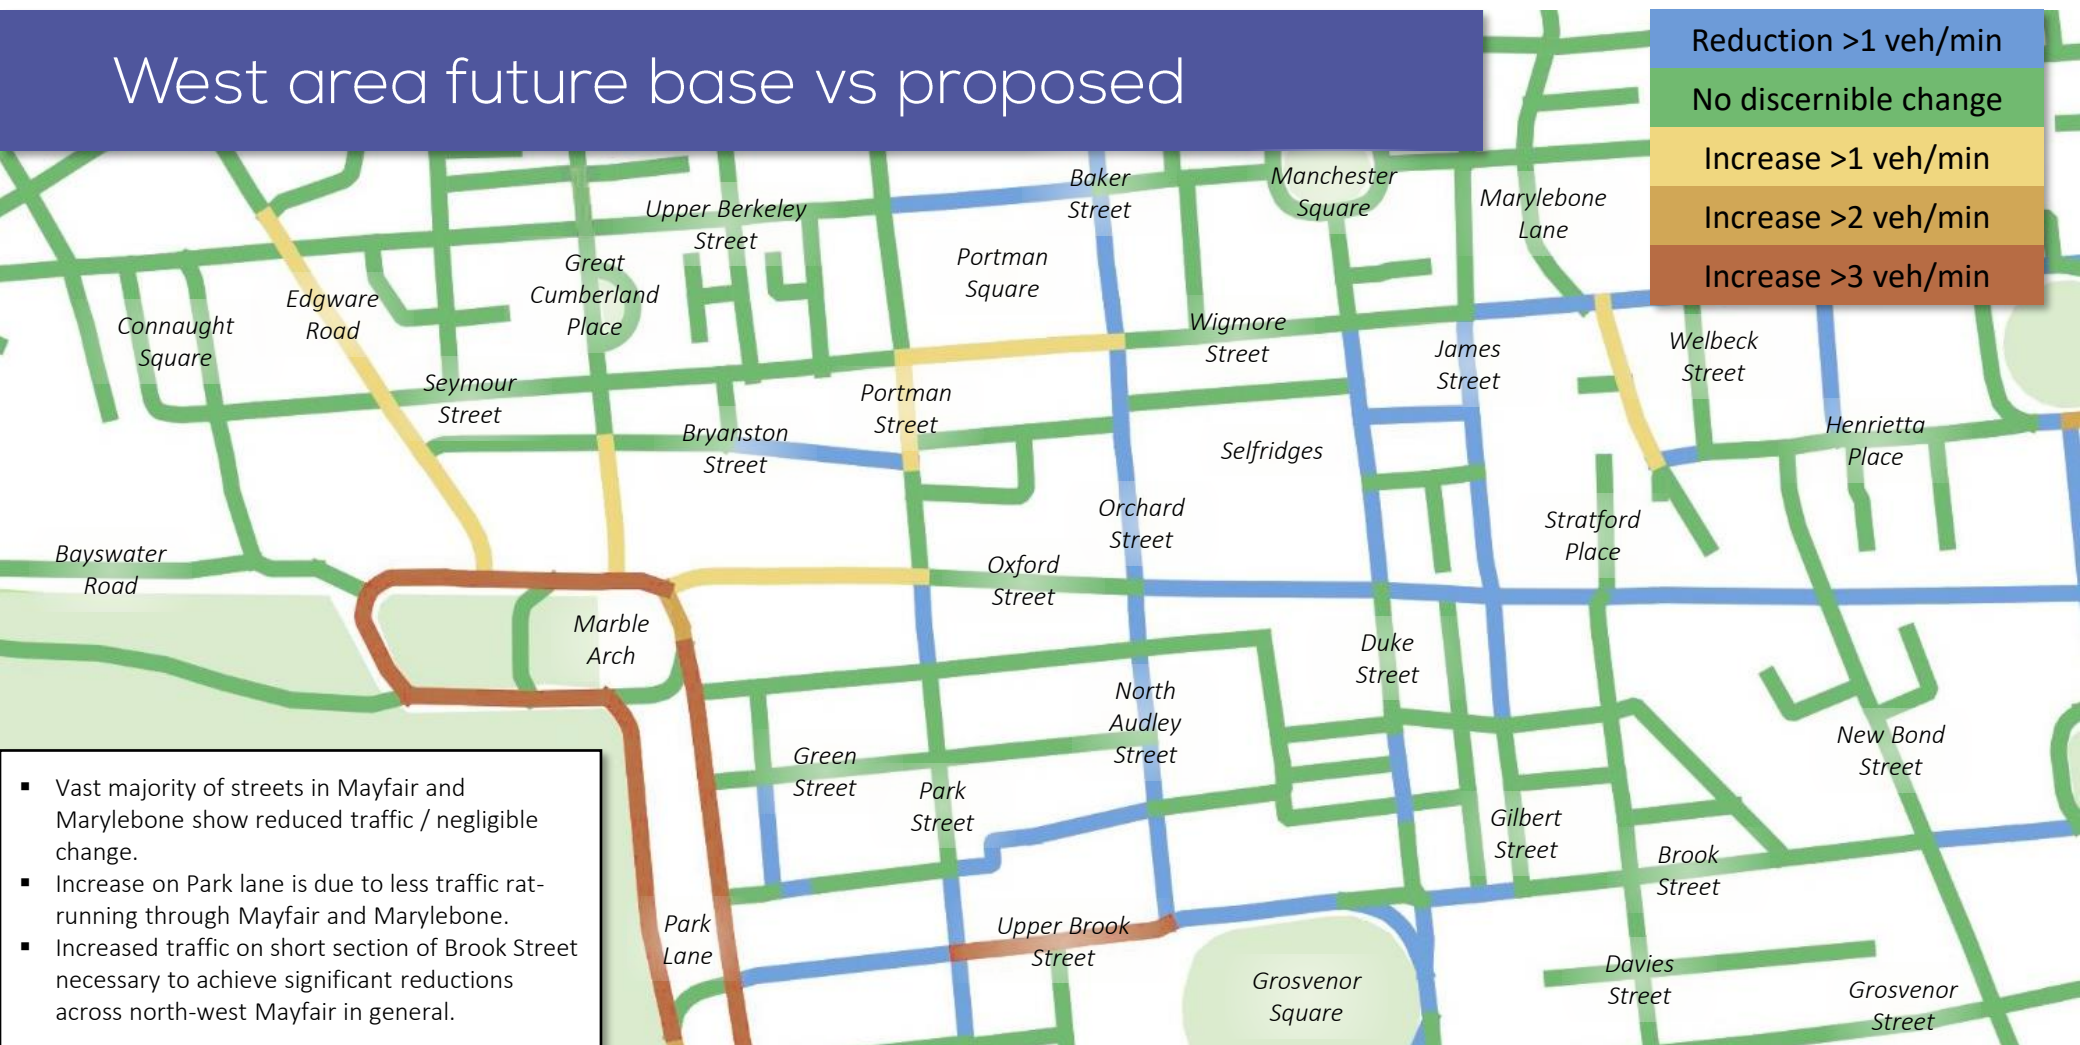 West area future base vs proposed
Reduction >1 veh/min
No discernible change
Increase >1 veh/min
Increase >2 veh/min
Increase >3 veh/min
Baker
Street
Manchester
Square
Marylebone
Lane
Upper Berkeley
Street
Portman
Square
Great
Cumberland
Place
Edgware
Road
Connaught
Square
Wigmore
Street
James
Street
Welbeck
Street
Seymour
Street
Portman
Street
Bryanston
Street
Selfridges
Henrietta
Place
Orchard
Street
Stratford
Place
Bayswater
Road
Oxford
Street
Marble
Arch
Duke
Street
North
Audley
Street
New Bond
Street
Green
Street
Park
Street
Gilbert
Street
Brook
Street
Park
Lane
Upper Brook
Street
Grosvenor
Square
Davies
Street
Grosvenor
Street
▪ Vast majority of streets in Mayfair and
Marylebone show reduced traffic / negligible
change.
▪ Increase on Park lane is due to less traffic rat-
running through Mayfair and Marylebone.
▪ Increased traffic on short section of Brook Street
necessary to achieve significant reductions
across north-west Mayfair in general.